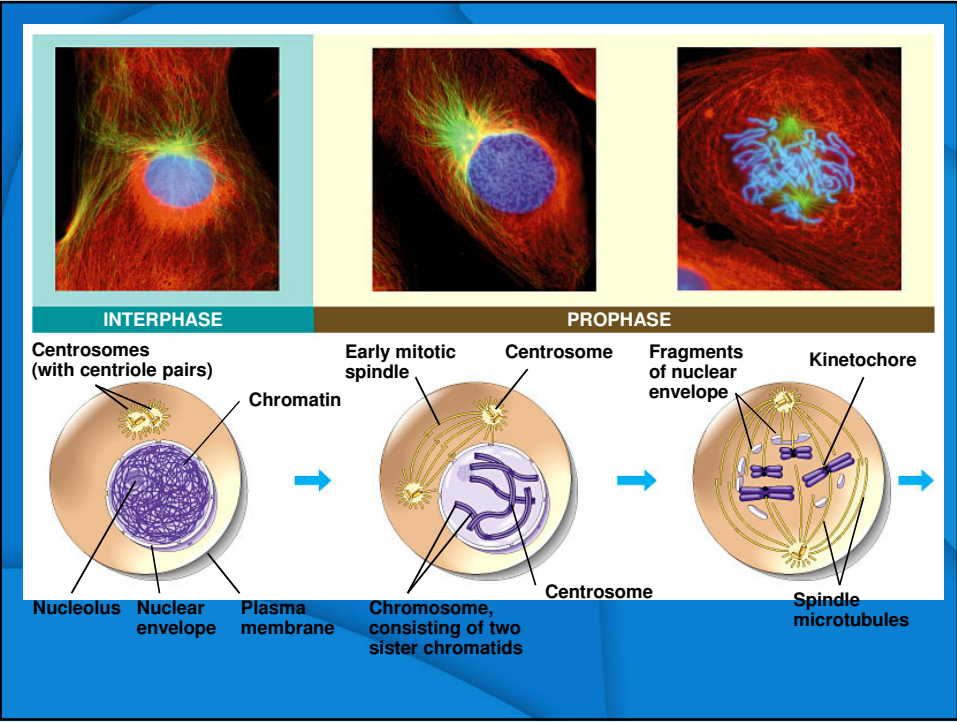 INTERPHASE
PROPHASE
Centrosomes
(with centriole pairs)
Chromatin
Early mitotic
spindle
Centrosome
Fragments
of nuclear
envelope
Kinetochore
Nucleolus
Nuclear
envelope
Plasma
membrane
Chromosome,
consisting of two
sister chromatids
Centrosome
Spindle
microtubules